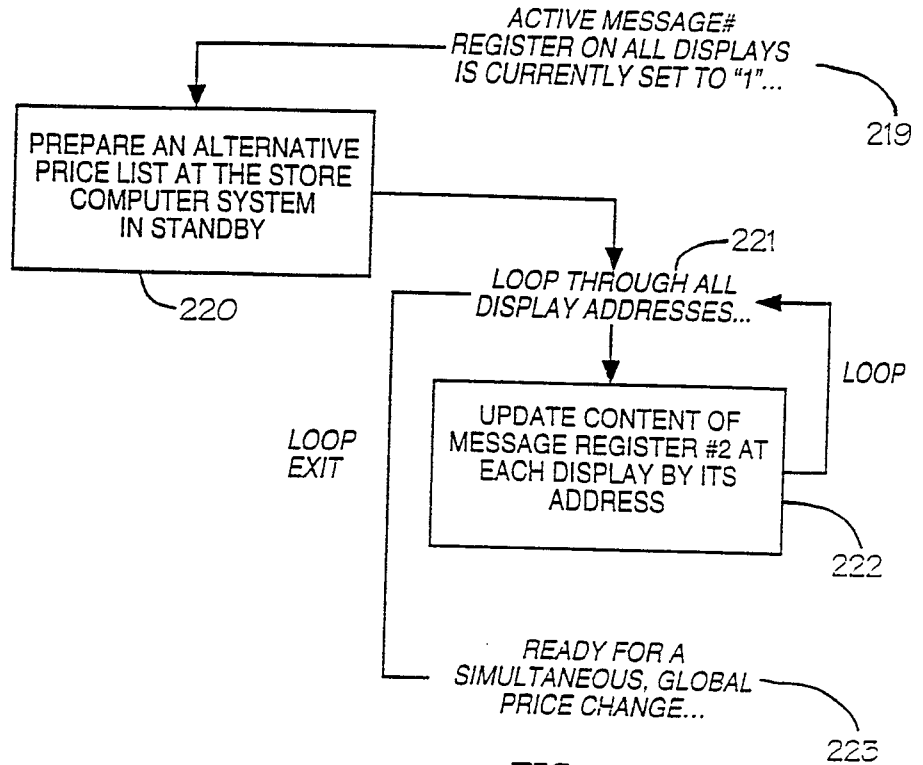 ACTIVE MESSAGE#
REGISTER ON ALL DISPLAYS
IS CURRENTLY SET TO "1"...
219
PREPARE AN ALTERNATIVE
PRICE LIST AT THE STORE
COMPUTER SYSTEM
IN STANDBY
220
221
LOOP THROUGH ALL
DISPLAY ADDRESSES...
LOOP
LOOP
EXIT
UPDATE CONTENT OF
MESSAGE REGISTER #2 AT
EACH DISPLAY BY ITS
ADDRESS
222
READY FOR A
SIMULTANEOUS, GLOBAL
PRICE CHANGE...
223